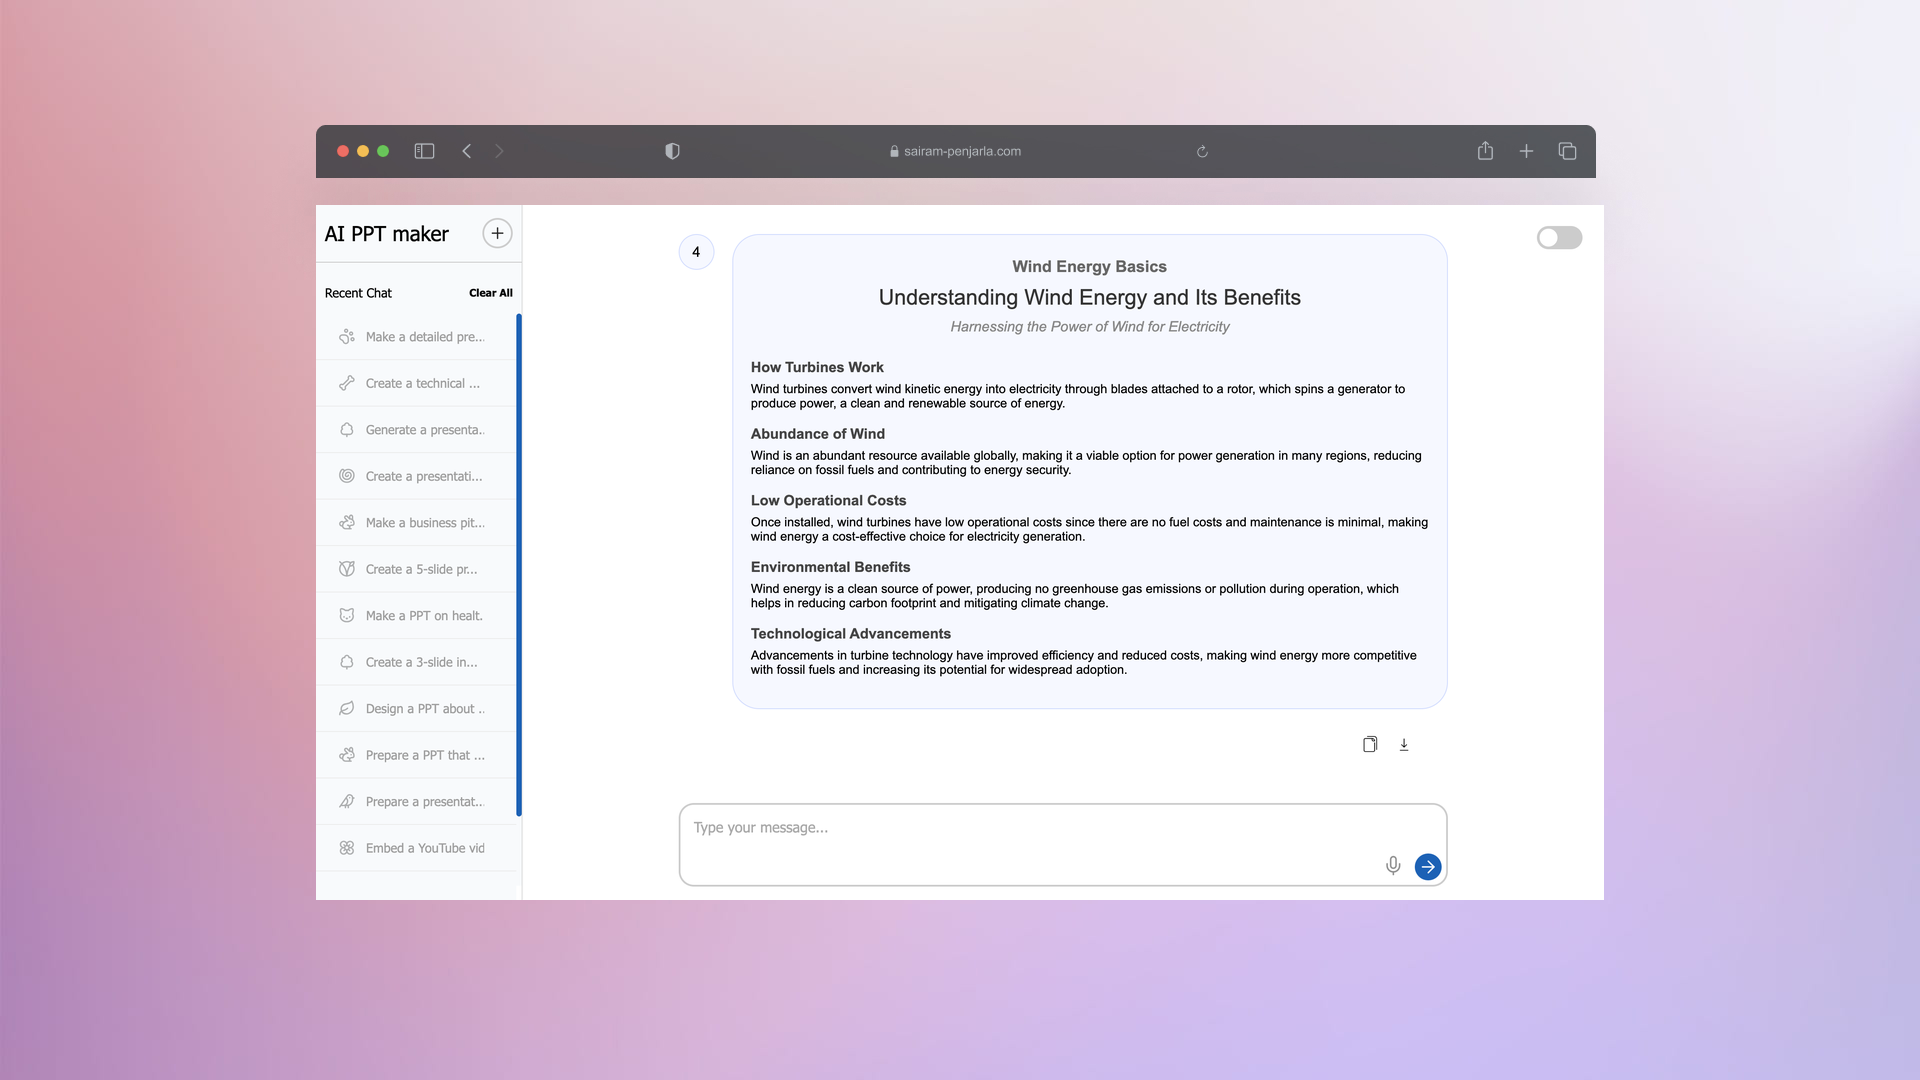 sairam-penjarla.com
AI PPT maker
Recent Chat
Clear All
Make a detailed pre...
Create a technical ...
Generate a presenta..
Create a presentati...
Make a business pit...
Create a 5-slide pr...
Make a PPT on healt.
Create a 3-slide in...
Design a PPT about ..
Prepare a PPT that ...
Prepare a presentat..
Embed a YouTube vid
4
Wind Energy Basics
Understanding Wind Energy and Its Benefits
Harnessing the Power of Wind for Electricity
How Turbines Work
Wind turbines convert wind kinetic energy into electricity through blades attached to a rotor, which spins a generator to
produce power, a clean and renewable source of energy.
Abundance of Wind
Wind is an abundant resource available globally, making it a viable option for power generation in many regions, reducing
reliance on fossil fuels and contributing to energy security.
Low Operational Costs
Once installed, wind turbines have low operational costs since there are no fuel costs and maintenance is minimal, making
wind energy a cost-effective choice for electricity generation.
Environmental Benefits
Wind energy is a clean source of power, producing no greenhouse gas emissions or pollution during operation, which
helps in reducing carbon footprint and mitigating climate change.
Technological Advancements
Advancements in turbine technology have improved efficiency and reduced costs, making wind energy more competitive
with fossil fuels and increasing its potential for widespread adoption.
Type your message...